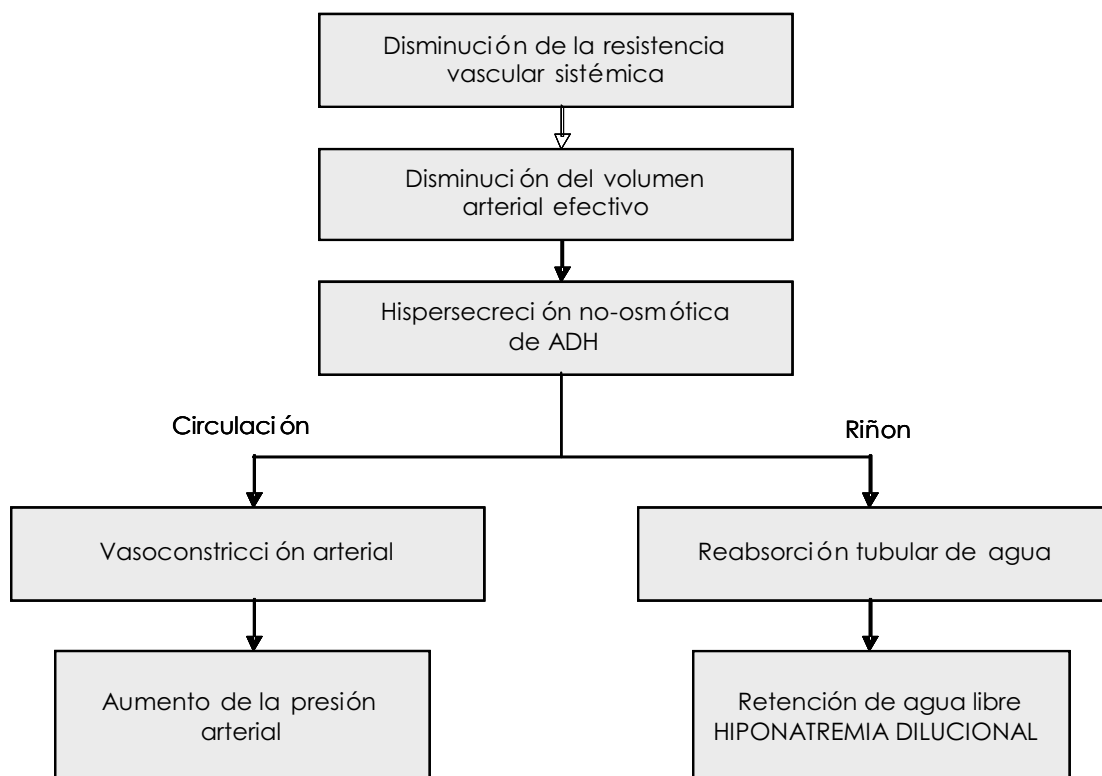 Disminución de la resistencia
vascular sistémica
Disminución del volumen
arterial efectivo
Hispersecreción no-osmótica
de ADH
Circulación
Riñon
Vasoconstricción arterial
Reabsorción tubular de agua
Aumento de la presión
arterial
Retención de agua libre
HIPONATREMIA DILUCIONAL